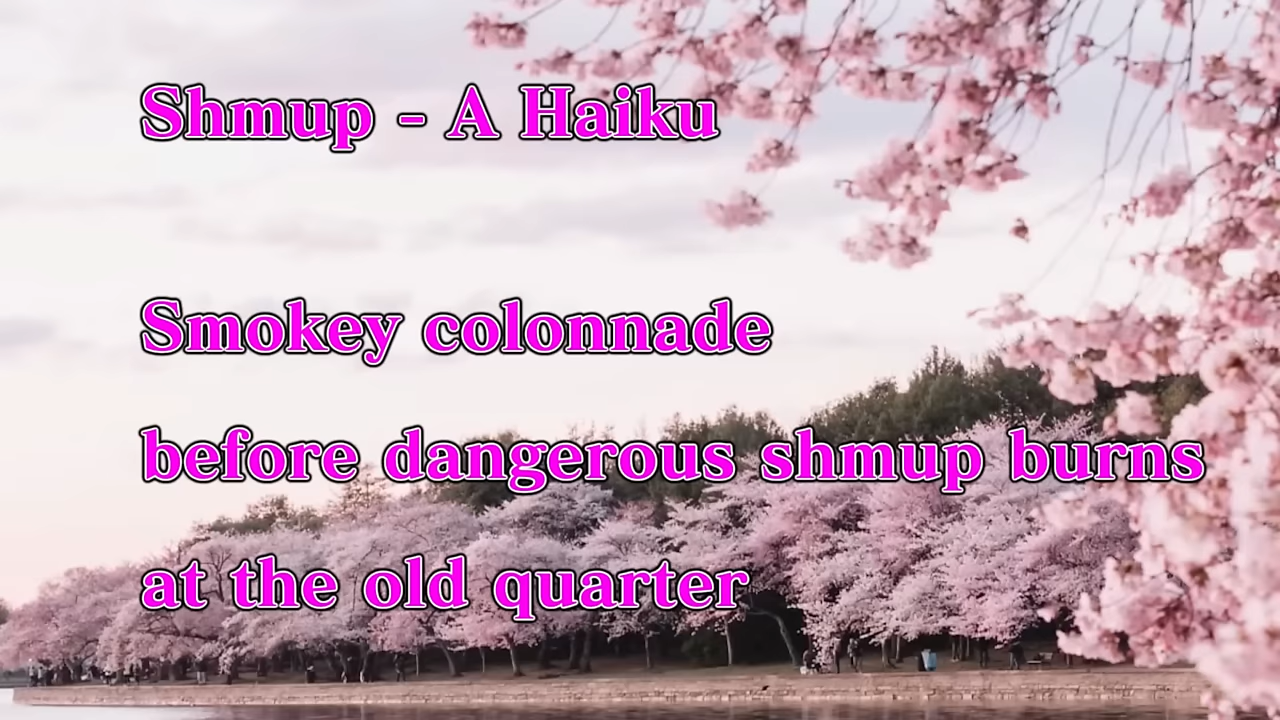 Shmup - A Haiku
Smokey colonnade
before dangerous shmup burns
at the old quarter